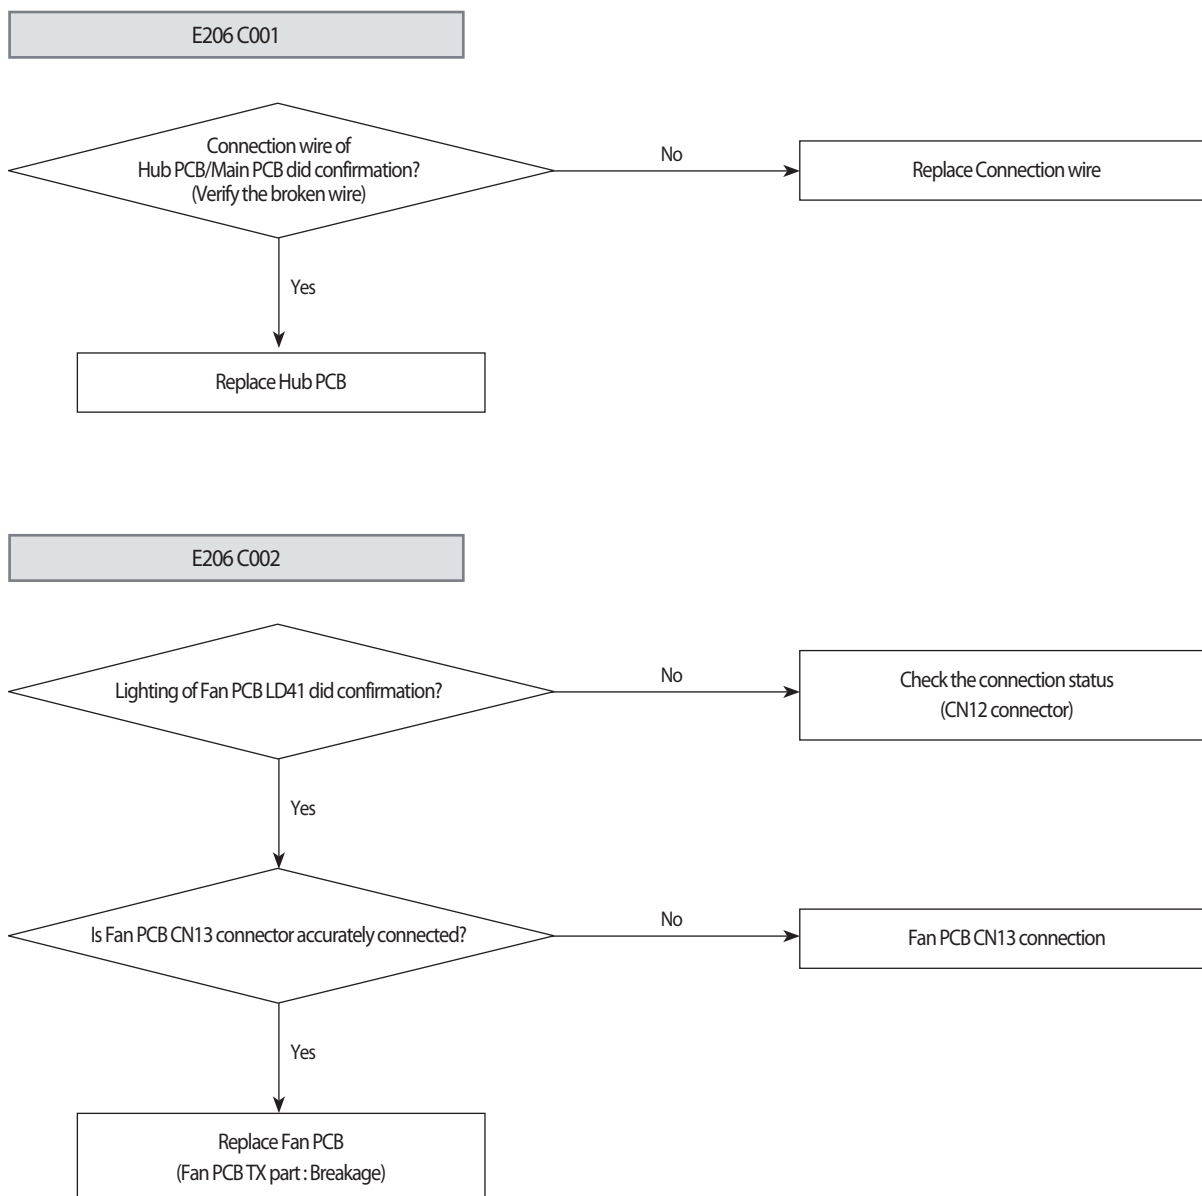 E206 C001
Connection wire of
Hub PCB/Main PCB did confirmation?
(Verify the broken wire)
No
Replace Connection wire
Yes
Replace Hub PCB
E206 C002
Lighting of Fan PCB LD41 did confirmation?
No
Check the connection status
(CN12 connector)
Yes
Is Fan PCB CN13 connector accurately connected?
No
Fan PCB CN13 connection
Yes
Replace Fan PCB
(Fan PCB TX part : Breakage)